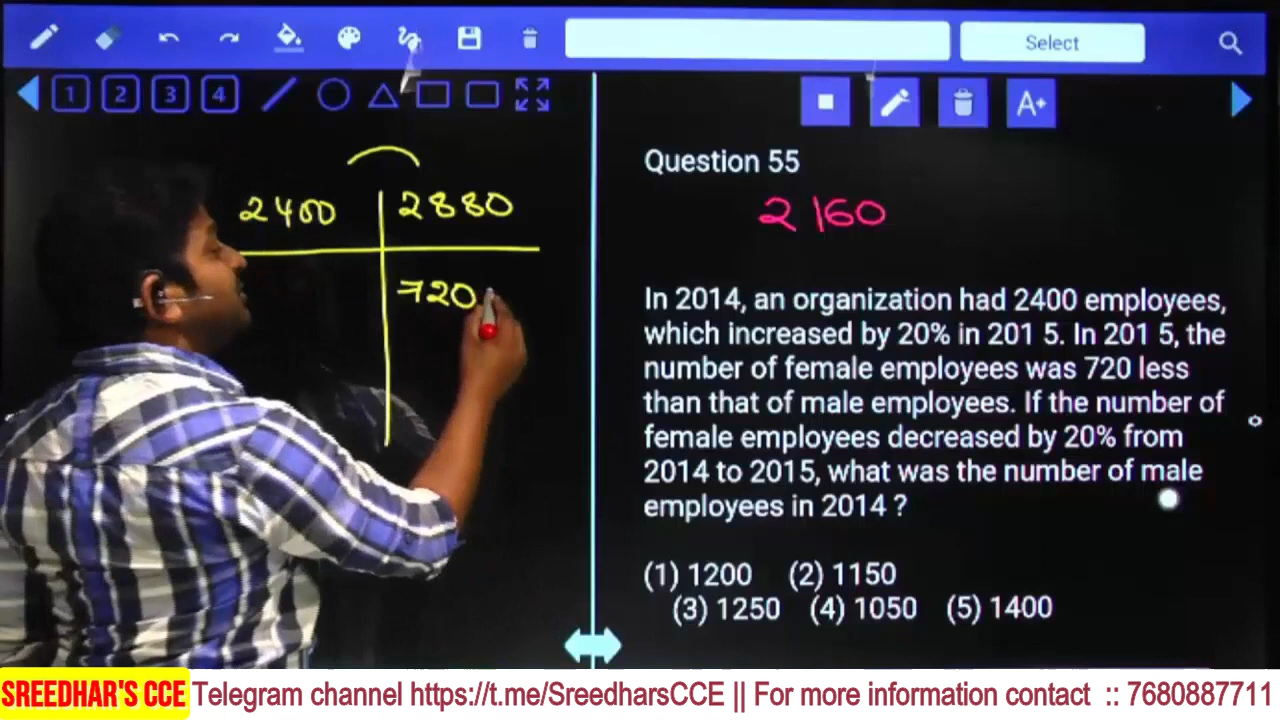 Select
1 2 3 4
A+
2400 2880
720
Question 55
2160
In 2014, an organization had 2400 employees,
which increased by 20% in 201 5. In 201 5, the
number of female employees was 720 less
than that of male employees. If the number of
female employees decreased by 20% from
2014 to 2015, what was the number of male
employees in 2014 ?
(1) 1200 (2) 1150
(3) 1250 (4) 1050 (5) 1400
SREEDHAR'S CCE Telegram channel https://t.me/SreedharsCCE || For more information contact :: 7680887711